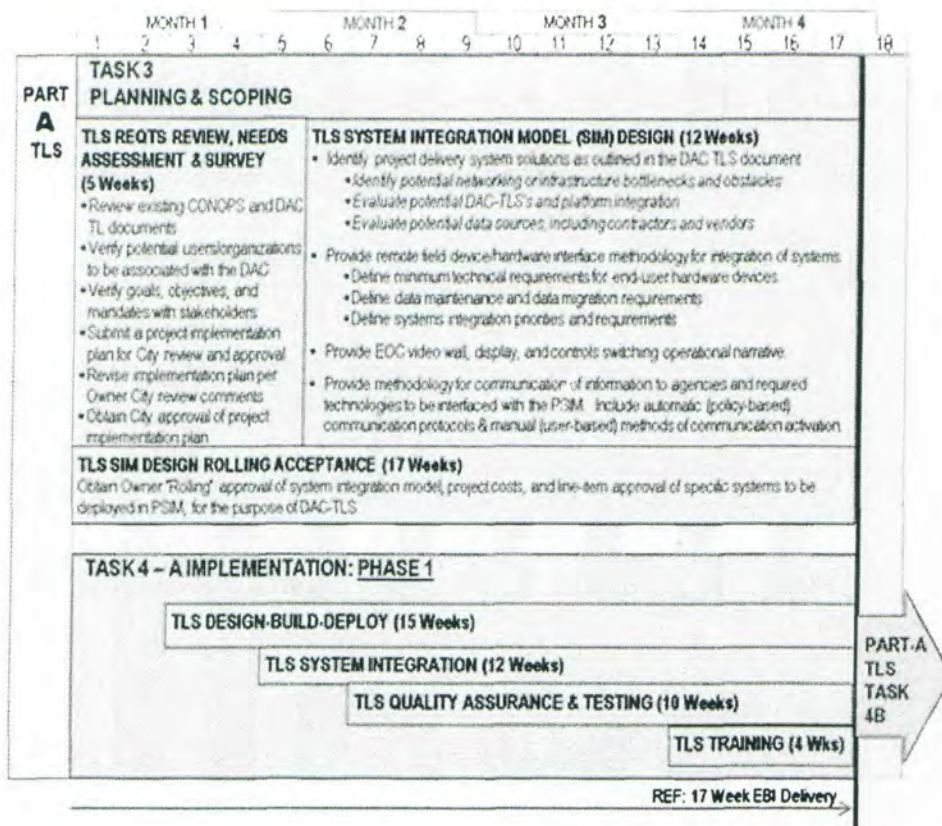 MONTH 1 MONTH 2 MONTH 3 MONTH 4
1 2 3 4 5 6 7 8 9 10 11 12 13 14 15 16 17 18
PART
A
TLS
TASK 3
PLANNING & SCOPING
TLS REQTS REVIEW, NEEDS
ASSESSMENT & SURVEY
(5 Weeks)
•Review existing CONOPS and DAC
TL documents
•Verify potential users/organizations
to be associated with the DAC
•Verify goals, objectives, and
mandates with stakeholders
•Submit a project implementation
plan for City review and approval
•Revise implementation plan per
Owner City review comments
•Obtain City approval of project
implementation plan
TLS SYSTEM INTEGRATION MODEL (SIM) DESIGN (12 Weeks)
• Identify project delivery system solutions as outlined in the DAC TLS document
•Identify potential networking or infrastructure bottlenecks and obstacles
•Evaluate potential DAC-TLS's and platform integration
•Evaluate potential data sources, including contractors and vendors
• Provide remote field device/hardware interface methodology for integration of systems.
•Define minimum technical requirements for end-user hardware devices
•Define data maintenance and data migration requirements
•Define systems integration priorities and requirements
• Provide EOC video wall, display, and controls switching operational narrative.
• Provide methodology for communication of information to agencies and required
technologies to be interfaced with the PSIM. Include automatic (policy-based)
communication protocols & manual (user-based) methods of communication activation.
TLS SIM DESIGN ROLLING ACCEPTANCE (17 Weeks)
Obtain Owner "Rolling" approval of system integration model, project costs, and line-item approval of specific systems to be
deployed in PSIM, for the purpose of DAC-TLS
TASK 4 – A IMPLEMENTATION: PHASE 1
TLS DESIGN-BUILD-DEPLOY (15 Weeks)
TLS SYSTEM INTEGRATION (12 Weeks)
TLS QUALITY ASSURANCE & TESTING (10 Weeks)
TLS TRAINING (4 Wks)
PART-A
TLS
TASK
4B
REF: 17 Week EBI Delivery